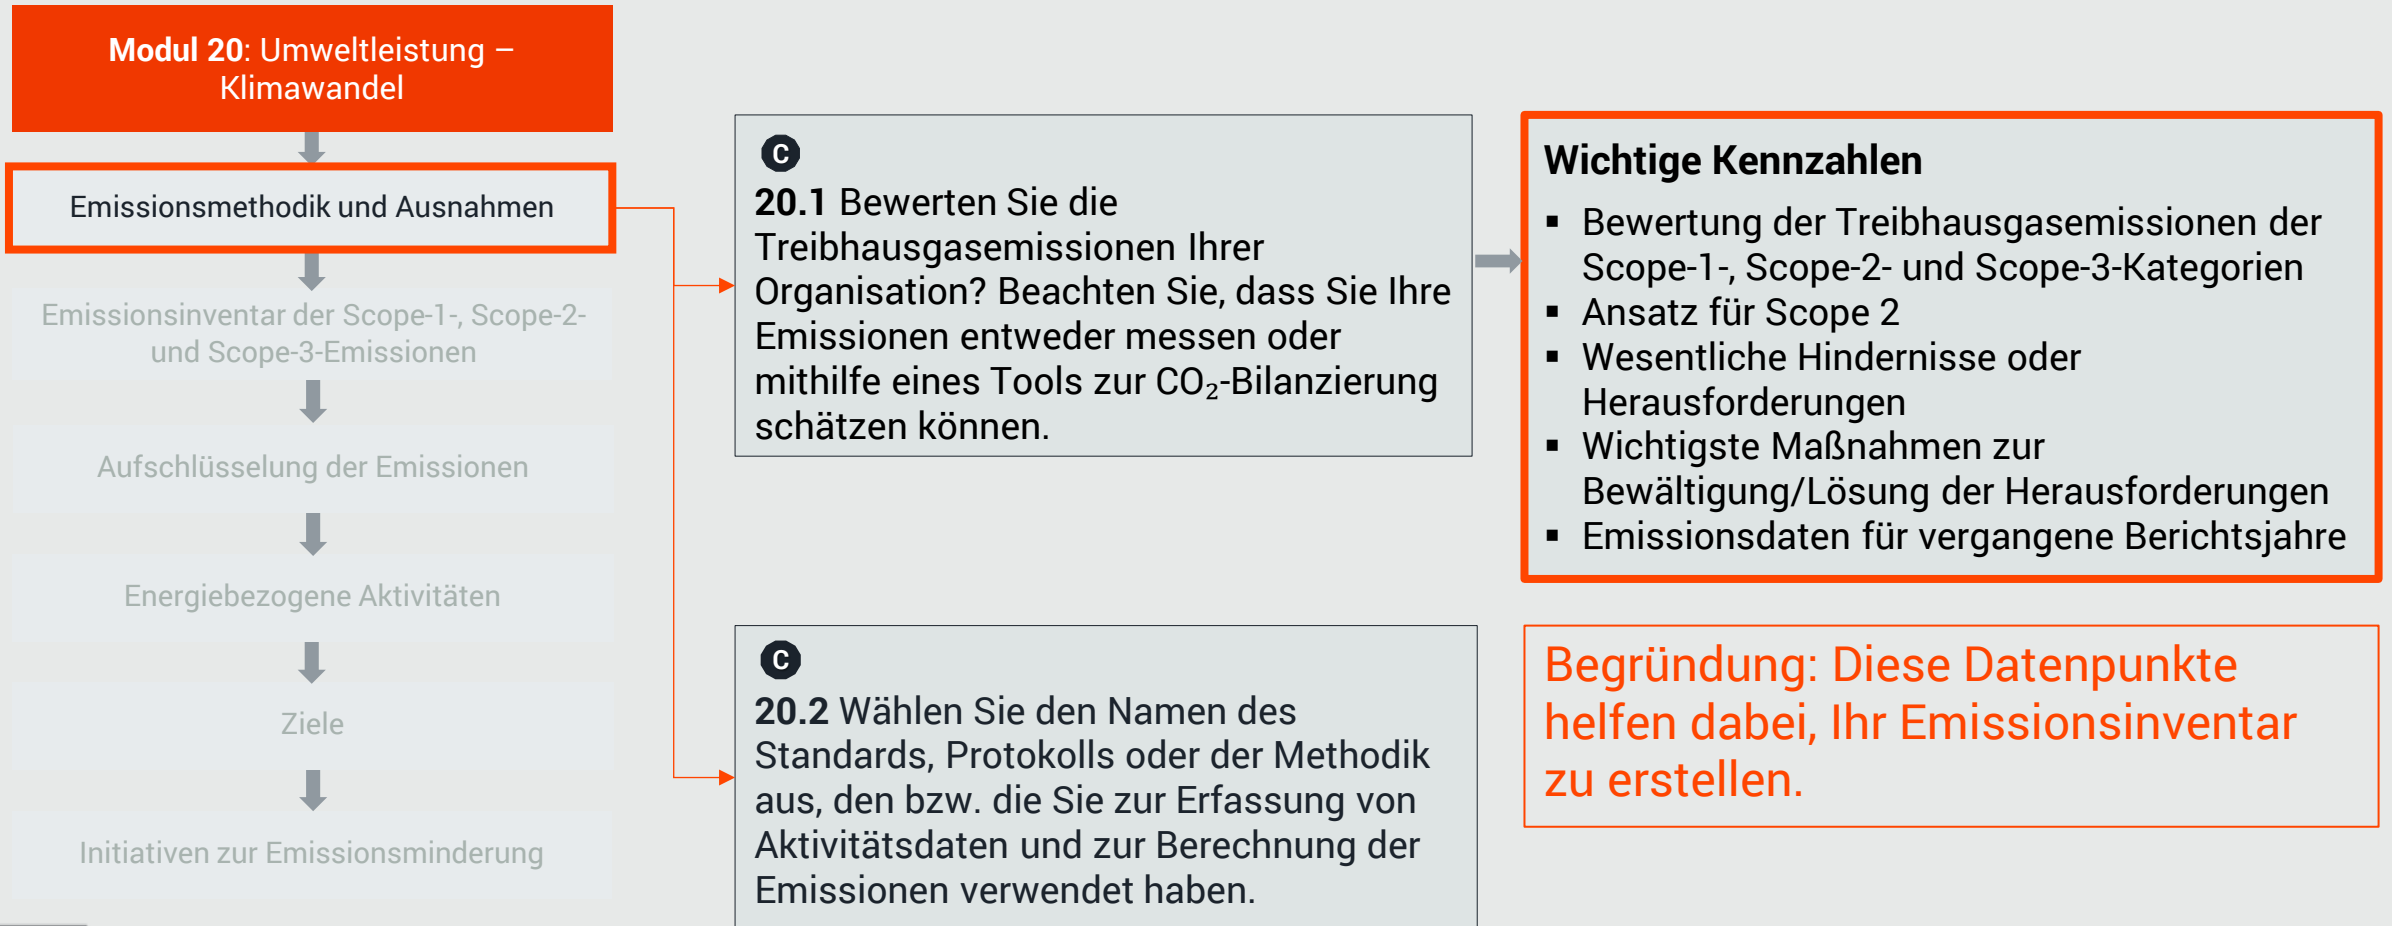 Modul 20: Umweltleistung –
Klimawandel
Emissionsmethodik und Ausnahmen
Emissionsinventar der Scope-1-, Scope-2-
und Scope-3-Emissionen
Aufschlüsselung der Emissionen
Energiebezogene Aktivitäten
Ziele
Initiativen zur Emissionsminderung
C
20.1 Bewerten Sie die
Treibhausgasemissionen Ihrer
Organisation? Beachten Sie, dass Sie Ihre
Emissionen entweder messen oder
mithilfe eines Tools zur CO₂-Bilanzierung
schätzen können.
C
20.2 Wählen Sie den Namen des
Standards, Protokolls oder der Methodik
aus, den bzw. die Sie zur Erfassung von
Aktivitätsdaten und zur Berechnung der
Emissionen verwendet haben.
Wichtige Kennzahlen
▪ Bewertung der Treibhausgasemissionen der
Scope-1-, Scope-2- und Scope-3-Kategorien
▪ Ansatz für Scope 2
▪ Wesentliche Hindernisse oder
Herausforderungen
▪ Wichtigste Maßnahmen zur
Bewältigung/Lösung der Herausforderungen
▪ Emissionsdaten für vergangene Berichtsjahre
Begründung: Diese Datenpunkte
helfen dabei, Ihr Emissionsinventar
zu erstellen.